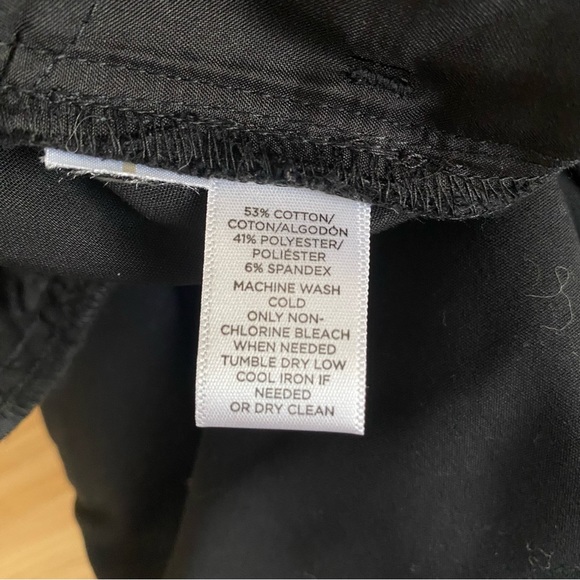 53% COTTON/
COTON/ALGODÓN
41% POLYESTER/
POLIÉSTER
6% SPANDEX
MACHINE WASH
COLD
ONLY NON-
CHLORINE BLEACH
WHEN NEEDED
TUMBLE DRY LOW
COOL IRON IF
NEEDED
OR DRY CLEAN